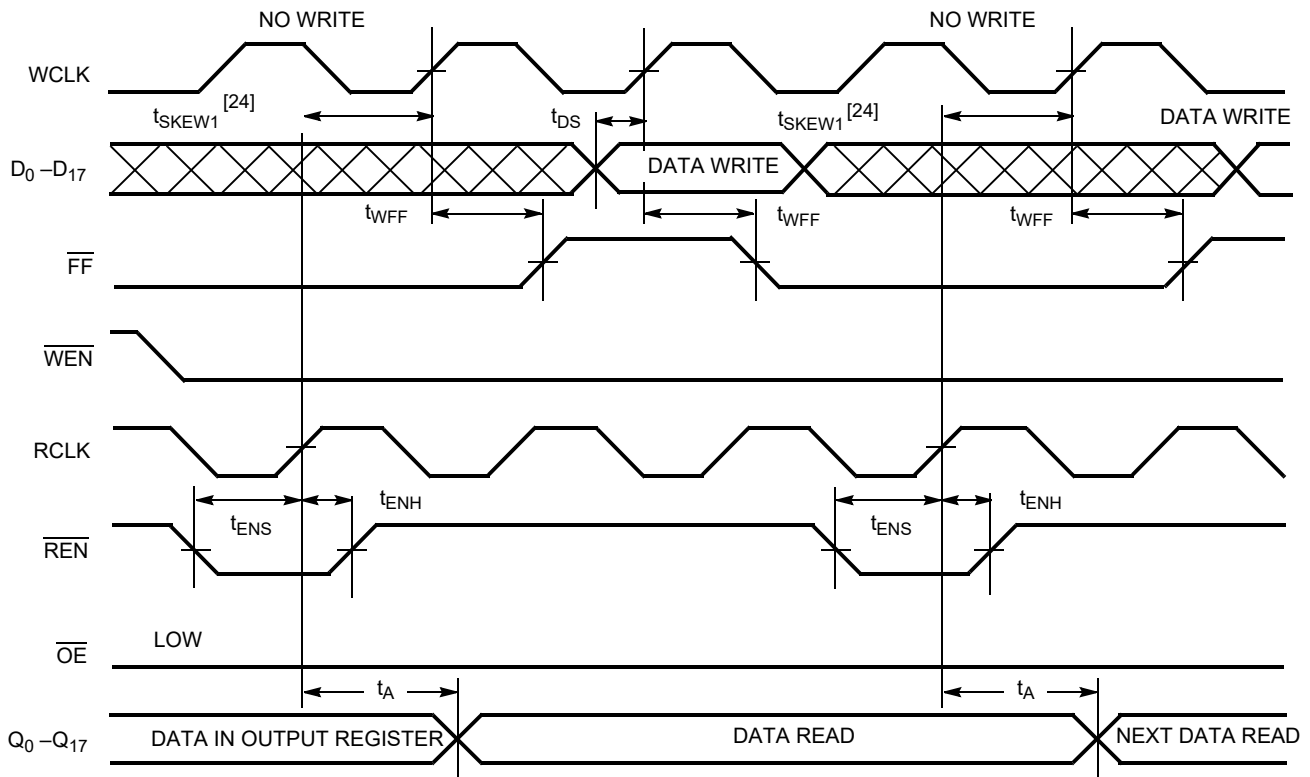 NO WRITE NO WRITE
WCLK
tSKEW1 [24] tDS tSKEW1 [24] DATA WRITE
D0 –D17 DATA WRITE
tWFF tWFF tWFF
FF
WEN
RCLK
tENS tENH tENS tENH
REN
LOW
OE
tA tA
Q0 –Q17 DATA IN OUTPUT REGISTER DATA READ NEXT DATA READ